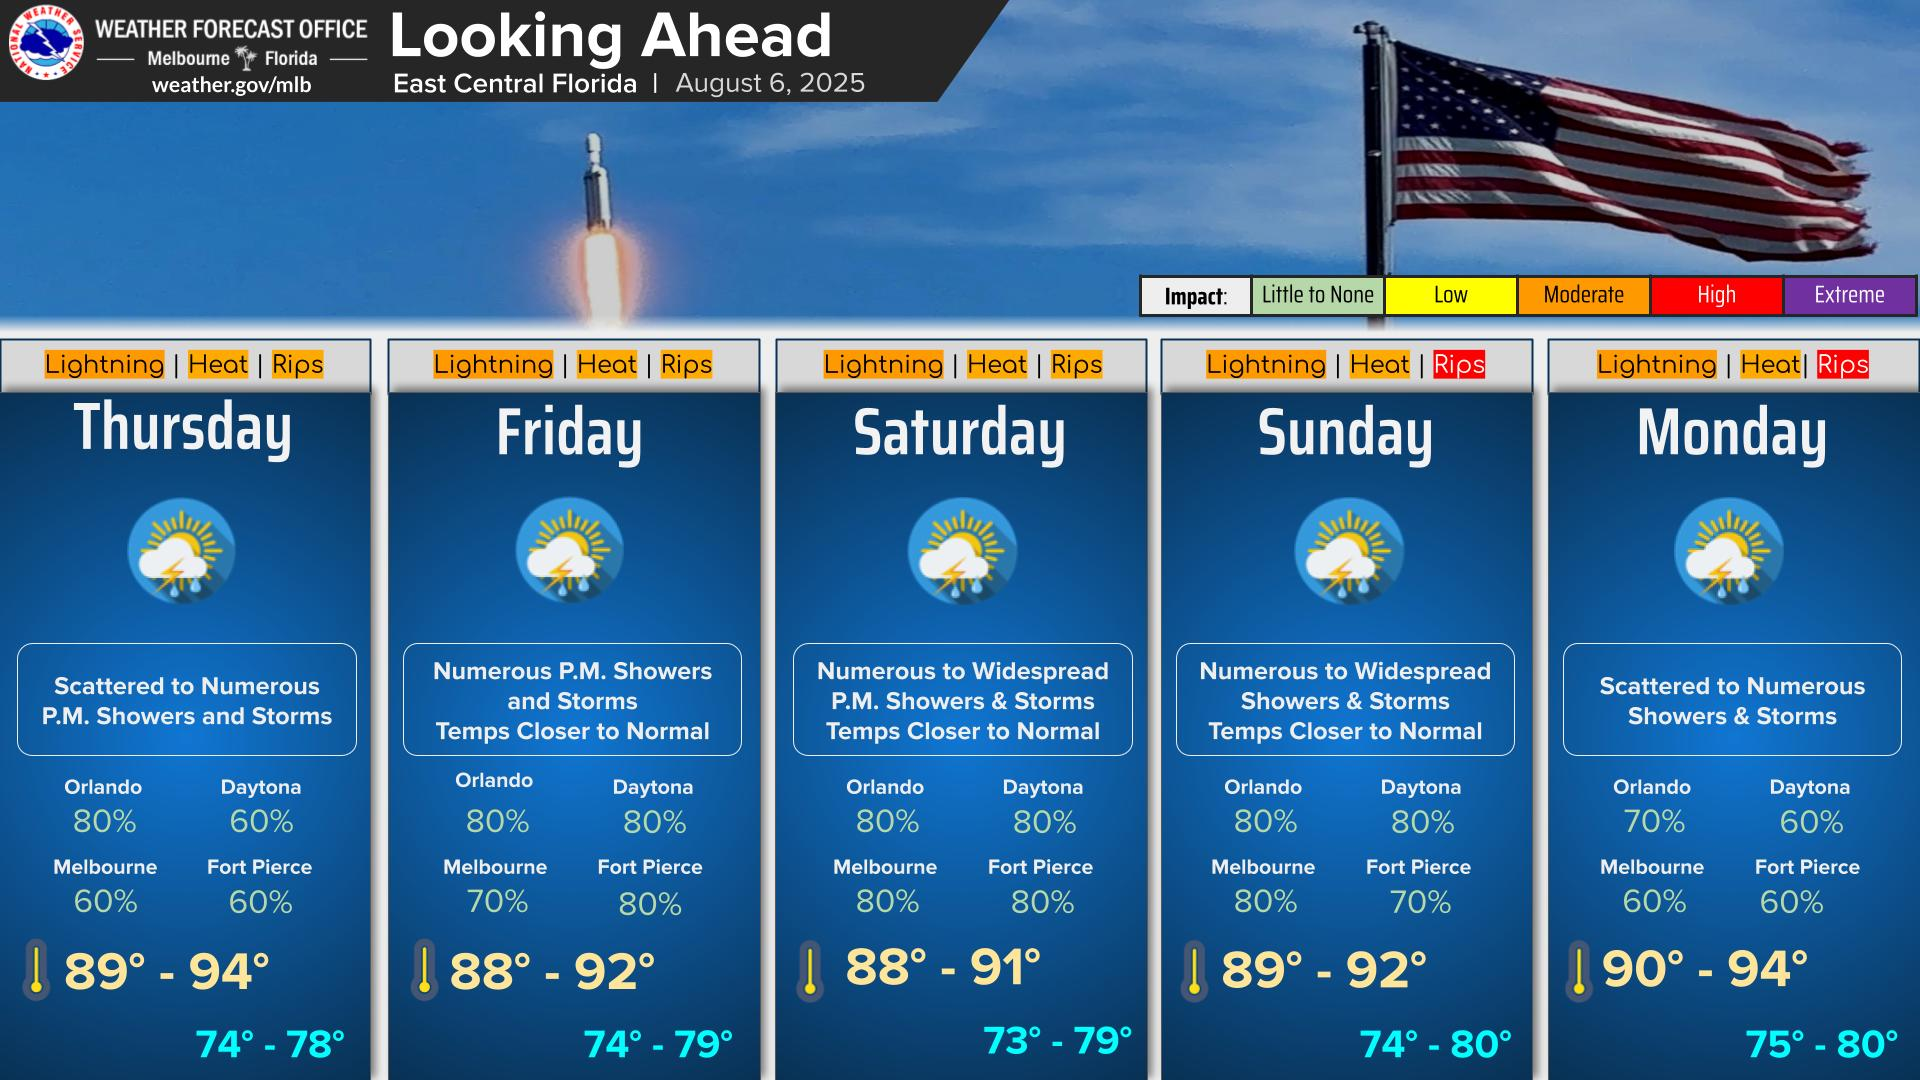 NATIONAL WEATHER SERVICE
WEATHER FORECAST OFFICE
Melbourne Florida
weather.gov/mlb
Looking Ahead
East Central Florida | August 6, 2025
Impact: Little to None Low Moderate High Extreme
Lightning | Heat | Rips
Thursday
Scattered to Numerous
P.M. Showers and Storms
Orlando Daytona
80% 60%
Melbourne Fort Pierce
60% 60%
89° - 94°
74° - 78°
Lightning | Heat | Rips
Friday
Numerous P.M. Showers
and Storms
Temps Closer to Normal
Orlando Daytona
80% 80%
Melbourne Fort Pierce
70% 80%
88° - 92°
74° - 79°
Lightning | Heat | Rips
Saturday
Numerous to Widespread
P.M. Showers & Storms
Temps Closer to Normal
Orlando Daytona
80% 80%
Melbourne Fort Pierce
80% 80%
88° - 91°
73° - 79°
Lightning | Heat | Rips
Sunday
Numerous to Widespread
Showers & Storms
Temps Closer to Normal
Orlando Daytona
80% 80%
Melbourne Fort Pierce
80% 70%
89° - 92°
74° - 80°
Lightning | Heat| Rips
Monday
Scattered to Numerous
Showers & Storms
Orlando Daytona
70% 60%
Melbourne Fort Pierce
60% 60%
90° - 94°
75° - 80°